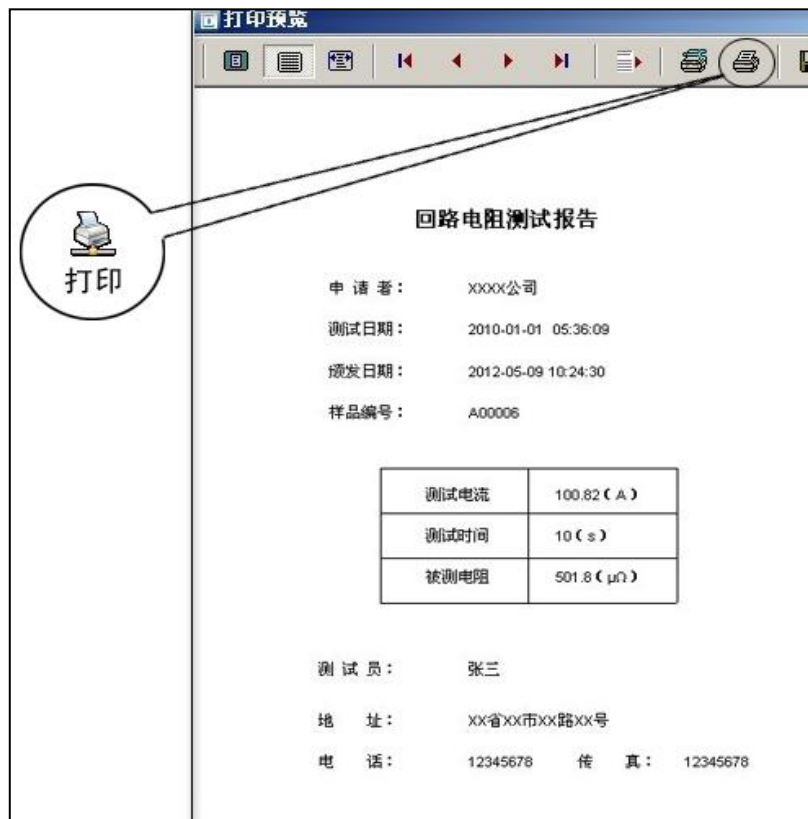 打印预览
打印
回路电阻测试报告
申 请 者： XXXX公司
测试日期： 2010-01-01 05:36:09
颁发日期： 2012-05-09 10:24:30
样品编号： A00006
测试电流 100.82(A)
测试时间 10(s)
被测电阻 501.8(μΩ)
测 试 员： 张三
地 址： XX省XX市XX路XX号
电 话： 12345678 传 真： 12345678